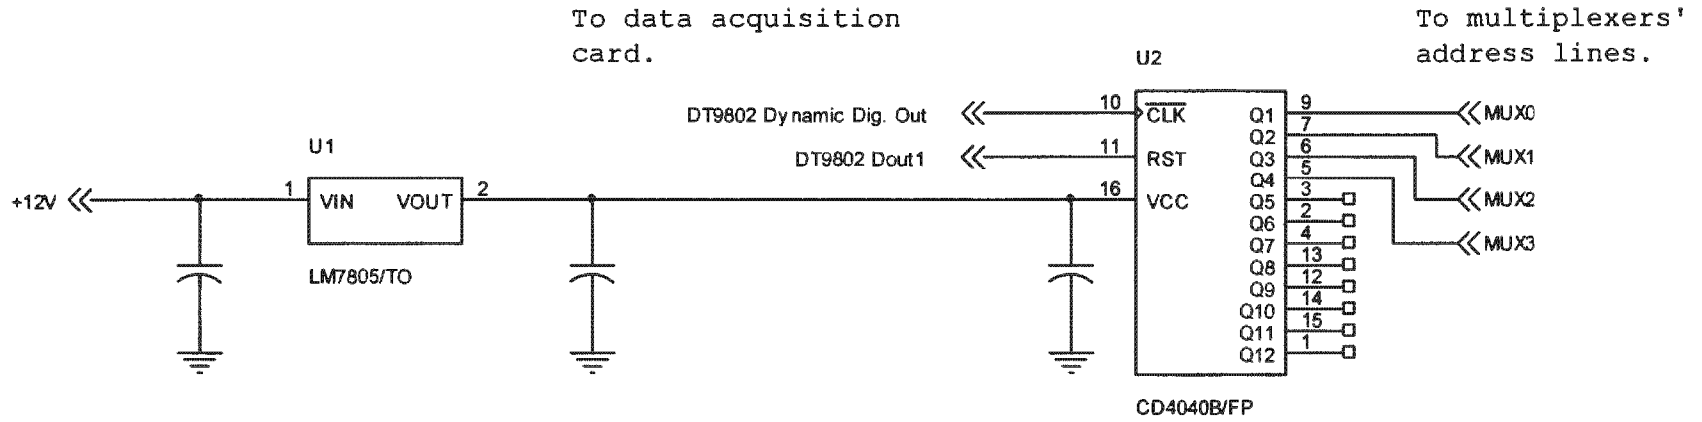 To data acquisition
card.
To multiplexers'
address lines.
U2
DT9802 Dynamic Dig. Out
10
CLK
Q1
9
MUX0
Q2
7
MUX1
DT9802 Dout1
11
RST
Q3
6
MUX2
Q4
5
MUX3
U1
+12V
1
VIN
VOUT
2
16
VCC
Q5
3
Q6
2
Q7
4
Q8
13
Q9
12
Q10
14
Q11
15
Q12
1
LM7805/TO
CD4040B/FP